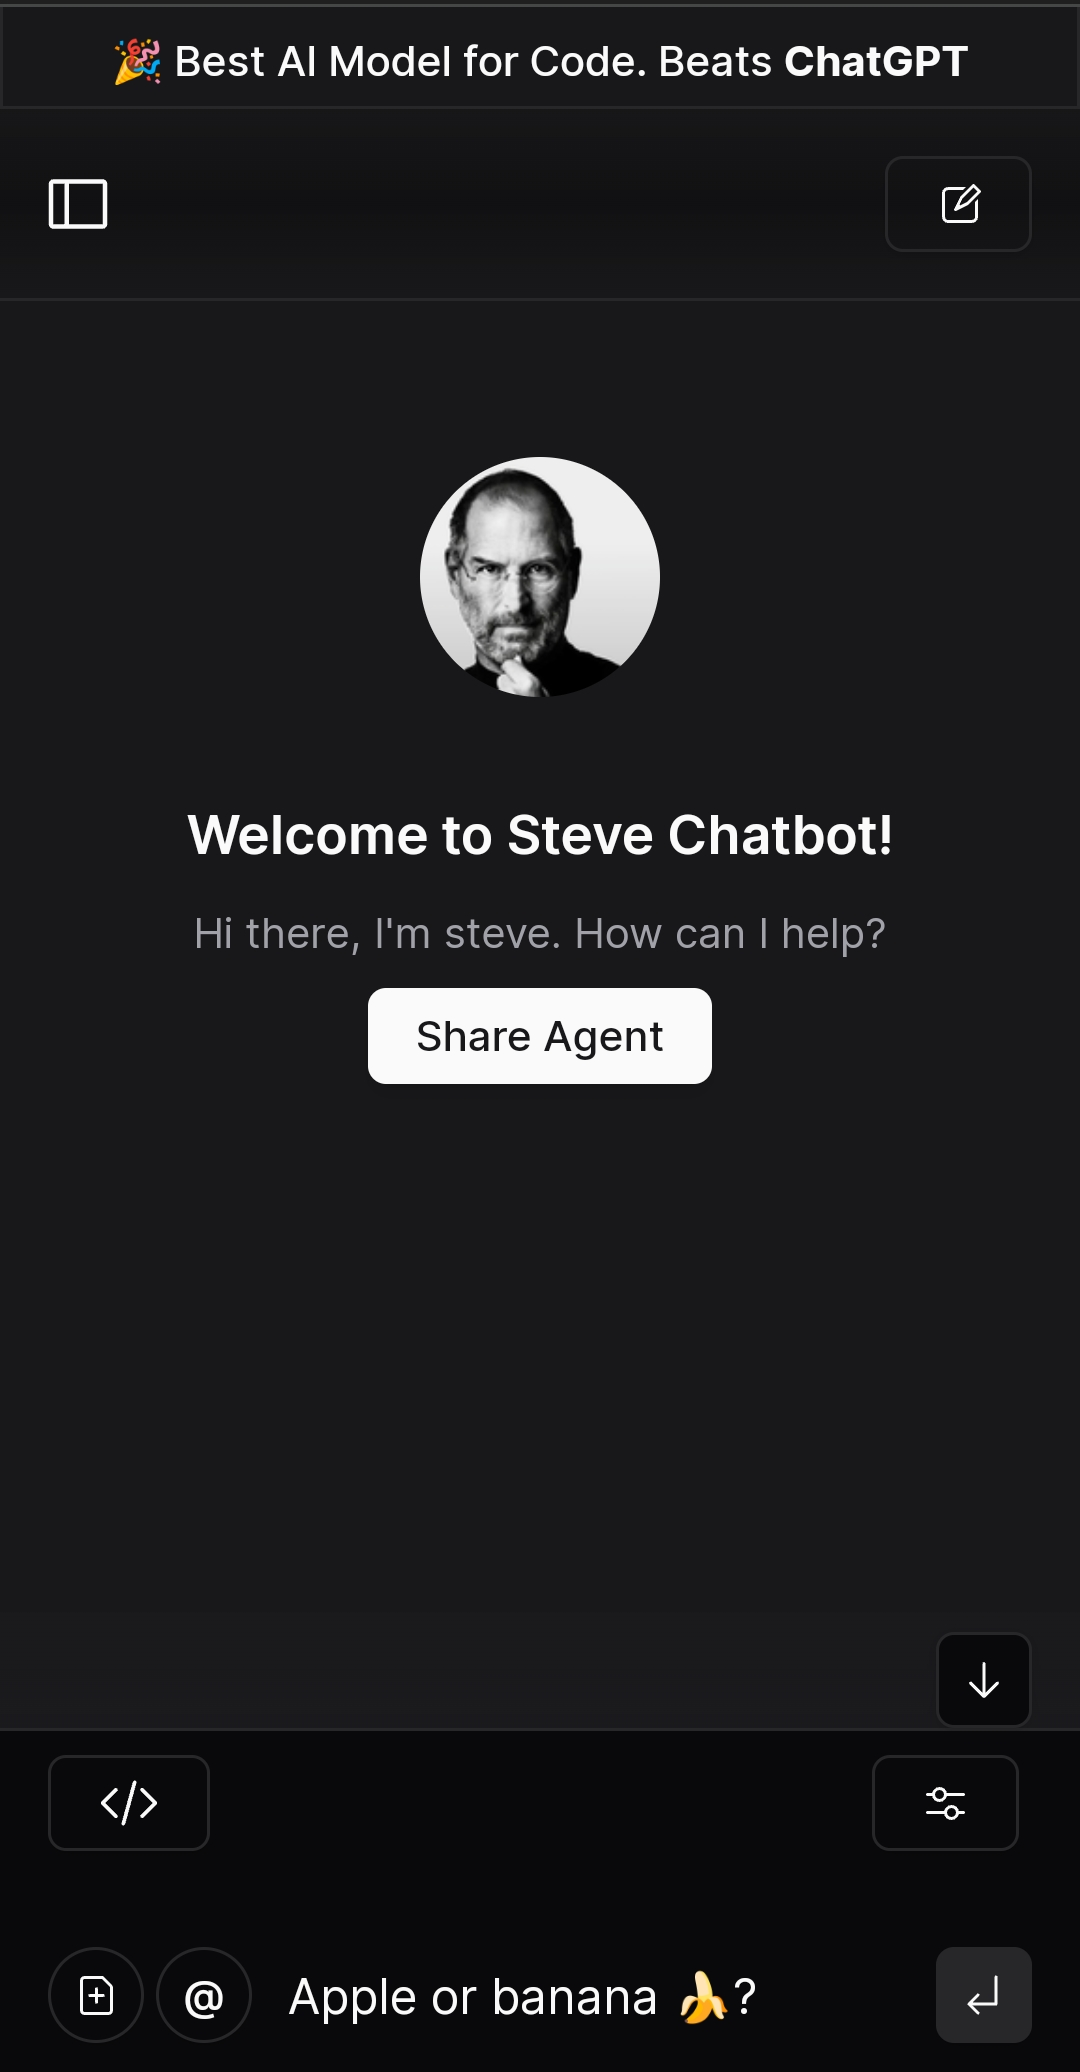 🎉 Best AI Model for Code. Beats ChatGPT
Welcome to Steve Chatbot!
Hi there, I'm steve. How can I help?
Share Agent
</>
@ Apple or banana 🍌?